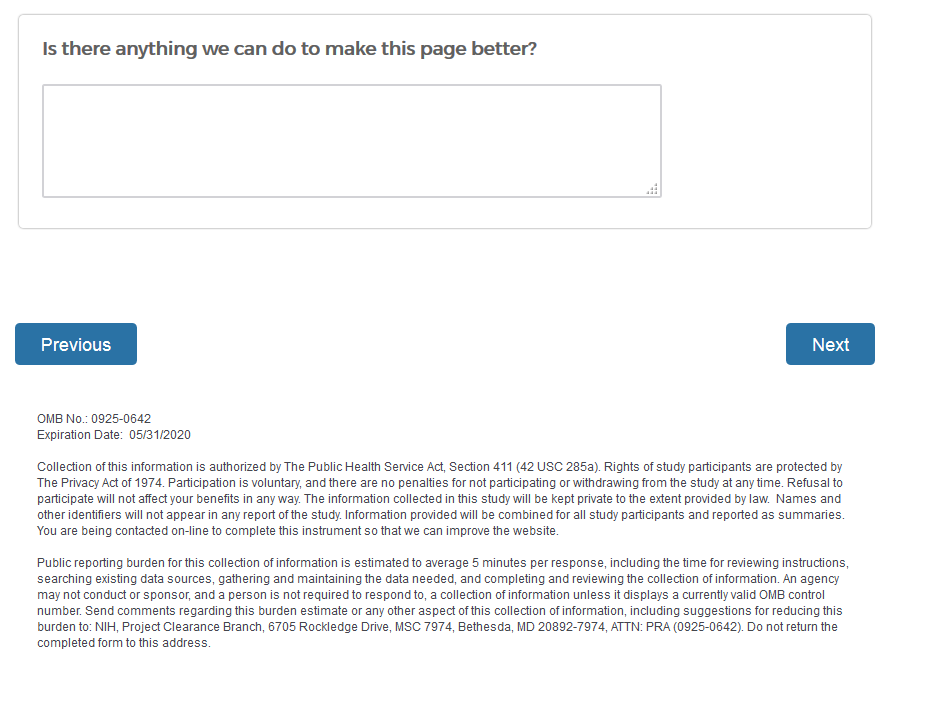 Is there anything we can do to make this page better?
Previous
Next
OMB No.: 0925-0642
Expiration Date:  05/31/2020
Collection of this information is authorized by The Public Health Service Act, Section 411 (42 USC 285a). Rights of study participants are protected by
The Privacy Act of 1974. Participation is voluntary, and there are no penalties for not participating or withdrawing from the study at any time. Refusal to
participate will not affect your benefits in any way. The information collected in this study will be kept private to the extent provided by law.  Names and
other identifiers will not appear in any report of the study. Information provided will be combined for all study participants and reported as summaries.
You are being contacted on-line to complete this instrument so that we can improve the website.
Public reporting burden for this collection of information is estimated to average 5 minutes per response, including the time for reviewing instructions,
searching existing data sources, gathering and maintaining the data needed, and completing and reviewing the collection of information. An agency
may not conduct or sponsor, and a person is not required to respond to, a collection of information unless it displays a currently valid OMB control
number. Send comments regarding this burden estimate or any other aspect of this collection of information, including suggestions for reducing this
burden to: NIH, Project Clearance Branch, 6705 Rockledge Drive, MSC 7974, Bethesda, MD 20892-7974, ATTN: PRA (0925-0642). Do not return the
completed form to this address.